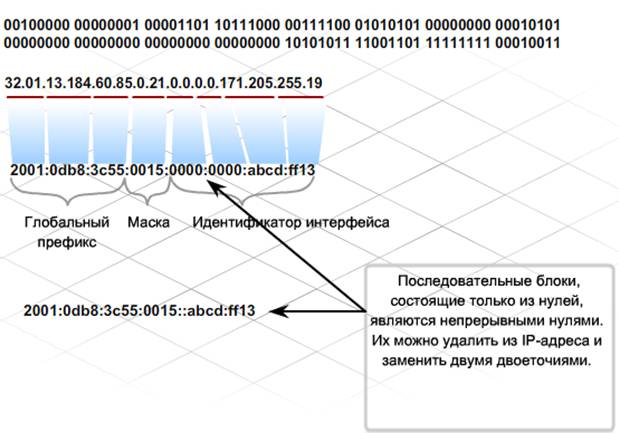 00100000 00000001 00001101 10111000 00111100 01010101 00000000 00010101
00000000 00000000 00000000 00000000 10101011 11001101 11111111 00010011
32.01.13.184.60.85.0.21.0.0.0.0.171.205.255.19
2001:0db8:3c55:0015:0000:0000:abcd:ff13
Глобальный
префикс
Маска
Идентификатор интерфейса
Последовательные блоки,
состоящие только из нулей,
являются непрерывными нулями.
Их можно удалить из IP-адреса и
заменить двумя двоеточиями.
2001:0db8:3c55:0015::abcd:ff13